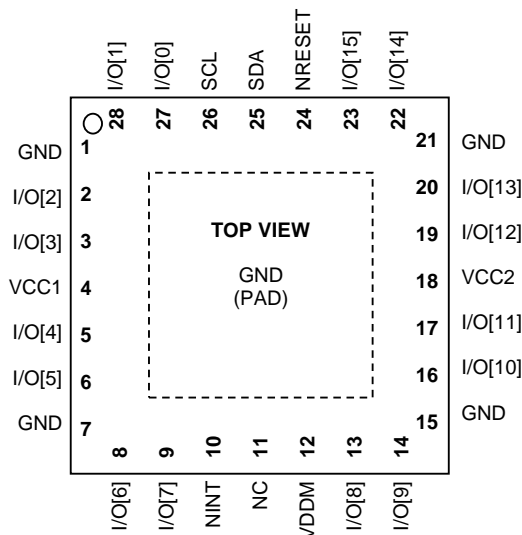 I/O[1]
I/O[0]
SCL
SDA
NRESET
I/O[15]
I/O[14]
28
27
26
25
24
23
22
GND 1
I/O[2] 2
I/O[3] 3
VCC1 4
I/O[4] 5
I/O[5] 6
GND 7
TOP VIEW
GND
(PAD)
21 GND
20 I/O[13]
19 I/O[12]
18 VCC2
17 I/O[11]
16 I/O[10]
15 GND
8
9
10
11
12
13
14
I/O[6]
I/O[7]
NINT
NC
VDDM
I/O[8]
I/O[9]